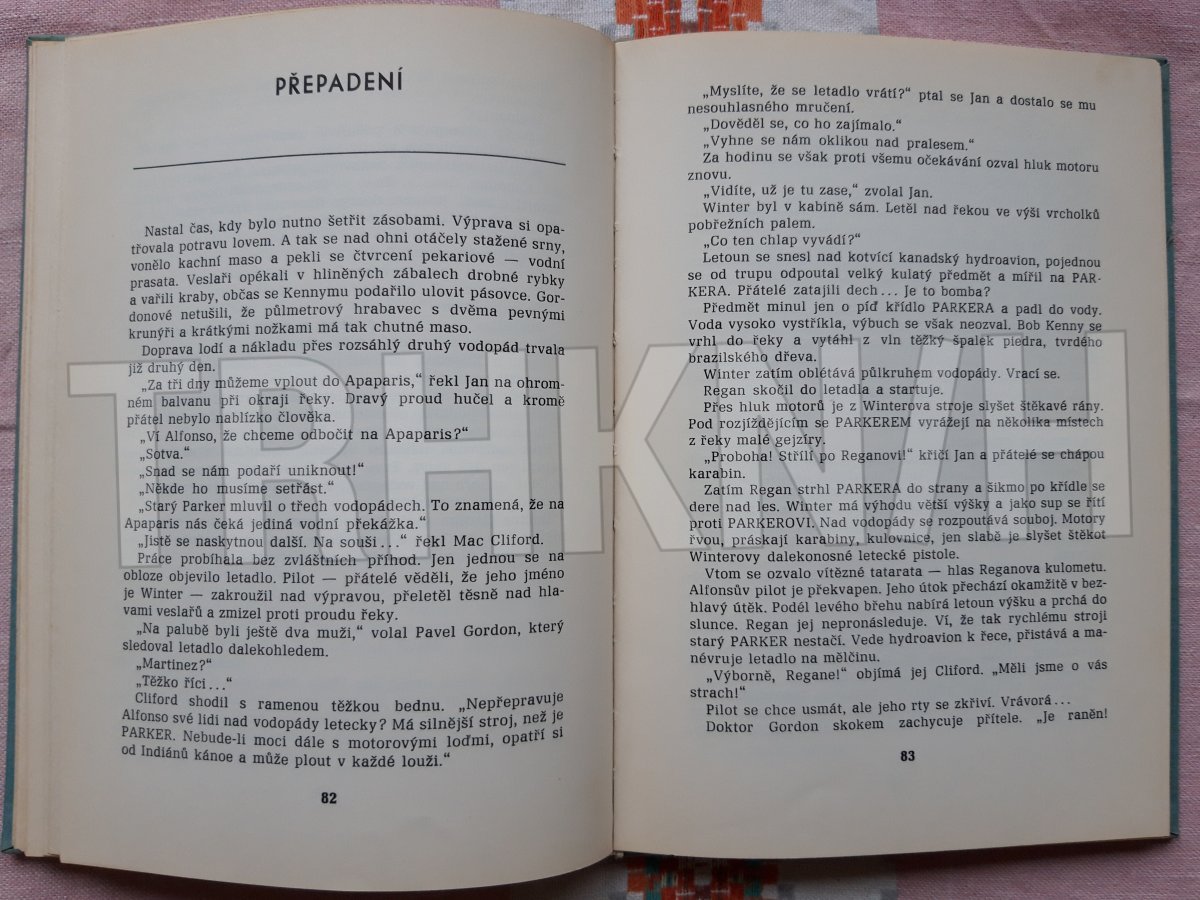 PŘEPADENÍ
Nastal čas, kdy bylo nutno šetřit zásobami. Výprava si opa-
třovala potravu lovem. A tak se nad ohni otáčely stažené srny,
vonělo kachní maso a pekli se čtvrcení pekariové — vodní
prasata. Veslaři opékali v hliněných zábalech drobné rybky
a vařili kraby, občas se Kennymu podařilo ulovit pásovce. Gor-
donové netušili, že půlmetrový hrabavec s dvěma pevnými
krunýři a krátkými nožkami má tak chutné maso.
Doprava lodí a nákladu přes rozsáhlý druhý vodopád trvala
již druhý den.
„Za tři dny můžeme vplout do Apaparis,“ řekl Jan na ohrom-
ném balvanu při okraji řeky. Dravý proud hučel a kromě
přátel nebylo nablízko člověka.
„Ví Alfonso, že chceme odbočit na Apaparis?“
„Sotva.“
„Snad se nám podaří uniknout!“
„Někde ho musíme setřást.“
„Starý Parker mluvil o třech vodopádech. To znamená, že na
Apaparis nás čeká jediná vodní překážka.“
„Jistě se naskytnou další. Na souši...“ řekl Mac Cliford.
Práce probíhala bez zvláštních příhod. Jen jednou se na
obloze objevilo letadlo. Pilot — přátelé věděli, že jeho jméno
je Winter — zakroužil nad výpravou, přeletěl těsně nad hla-
vami veslařů a zmizel proti proudu řeky.
„Na palubě byli ještě dva muži,“ volal Pavel Gordon, který
sledoval letadlo dalekohledem.
„Martinez?“
„Těžko říci...“
Cliford shodil s ramenou těžkou bednu. „Nepřepravuje
Alfonso své lidi nad vodopády letecky? Má silnější stroj, než je
PARKER. Nebude-li moci dále s motorovými loďmi, opatří si
od Indiánů kánoe a může plout v každé louži.“
82
„Myslíte, že se letadlo vrátí?“ ptal se Jan a dostalo se mu
nesouhlasného mručení.
„Dověděl se, co ho zajímalo.“
„Vyhne se nám oklikou nad pralesem.“
Za hodinu se však proti všemu očekávání ozval hluk motoru
znovu.
„Vidíte, už je tu zase,“ zvolal Jan.
Winter byl v kabině sám. Letěl nad řekou ve výši vrcholků
pobřežních palem.
„Co ten chlap vyvádí?“
Letoun se snesl nad kotvící kanadský hydroavion, pojednou
se od trupu odpoutal velký kulatý předmět a mířil na PAR-
KERA. Přátelé zatajili dech... Je to bomba?
Předmět minul jen o píď křídlo PARKERA a padl do vody.
Voda vysoko vystříkla, výbuch se však neozval. Bob Kenny se
vrhl do řeky a vytáhl z vln těžký špalek piedra, tvrdého
brazilského dřeva.
Winter zatím oblétává půlkruhem vodopády. Vrací se.
Regan skočil do letadla a startuje.
Přes hluk motorů je z Winterova stroje slyšet štěkavé rány.
Pod rozjíždějícím se PARKEREM vyrážejí na několika místech
z řeky malé gejzíry.
„Proboha! Střílí po Reganovi!“ křičí Jan a přátelé se chápou
karabin.
Zatím Regan strhl PARKERA do strany a šikmo po křídle se
dere nad les. Winter má výhodu větší výšky a jako sup se řítí
proti PARKEROVI. Nad vodopády se rozpoutává souboj. Motory
řvou, práskají karabiny, kulovnice, jen slabě je slyšet štěkot
Winterovy dalekonosné letecké pistole.
Vtom se ozvalo vítězné tatarata — hlas Reganova kulometu.
Alfonsův pilot je překvapen. Jeho útok přechází okamžitě v bez-
hlavý útěk. Podél levého břehu nabírá letoun výšku a prchá do
slunce. Regan jej nepronásleduje. Ví, že tak rychlému stroji
starý PARKER nestačí. Vede hydroavion k řece, přistává a ma-
névruje letadlo na mělčinu.
„Výborně, Regane!“ objímá jej Cliford. „Měli jsme o vás
strach!“
Pilot se chce usmát, ale jeho rty se zkřiví. Vrávorá...
Doktor Gordon skokem zachycuje přítele. „Je raněn!
83
TRHKNIH